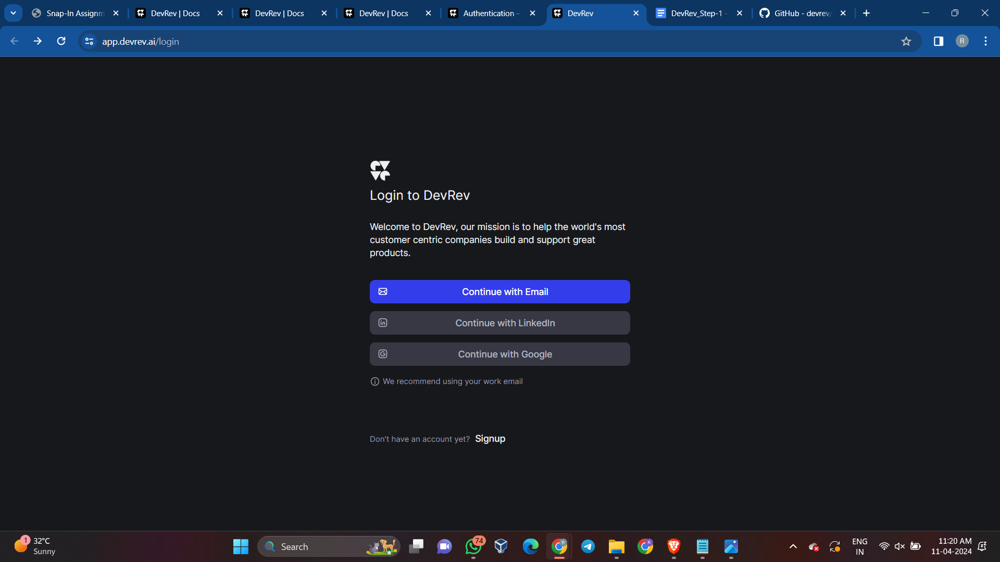 Snap-In Assignm
DevRev | Docs
DevRev | Docs
DevRev | Docs
Authentication –
DevRev
DevRev_Step-1 -
GitHub - devrev/
app.devrev.ai/login
R
Login to DevRev
Welcome to DevRev, our mission is to help the world's most
customer centric companies build and support great
products.
Continue with Email
in
Continue with LinkedIn
G
Continue with Google
We recommend using your work email
Don't have an account yet? Signup
1
32°C
Sunny
Search
74
R
R
ENG
IN
11:20 AM
11-04-2024